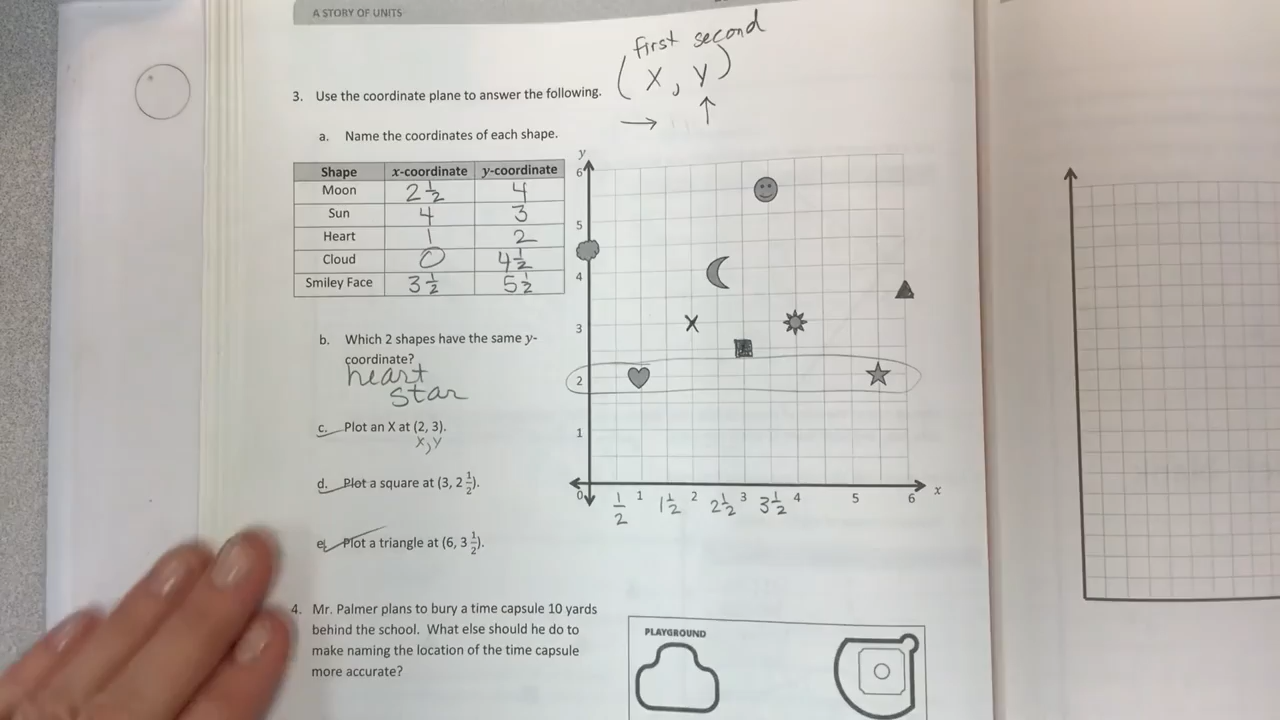 A STORY OF UNITS
first second
(x, y)
3. Use the coordinate plane to answer the following.
a. Name the coordinates of each shape.
Shape x-coordinate y-coordinate
Moon 2 1/2 4
Sun 4 3
Heart 1 2
Cloud 0 4 1/2
Smiley Face 3 1/2 5 1/2
b. Which 2 shapes have the same y-
coordinate?
heart
star
c. Plot an X at (2, 3).
x,y
d. Plot a square at (3, 2 1/2).
e. Plot a triangle at (6, 3 1/2).
y
6
5
4
3
2
1
0 1/2 1 1 1/2 2 2 1/2 3 3 1/2 4 5 6 x
4. Mr. Palmer plans to bury a time capsule 10 yards
behind the school. What else should he do to
make naming the location of the time capsule
more accurate?
PLAYGROUND